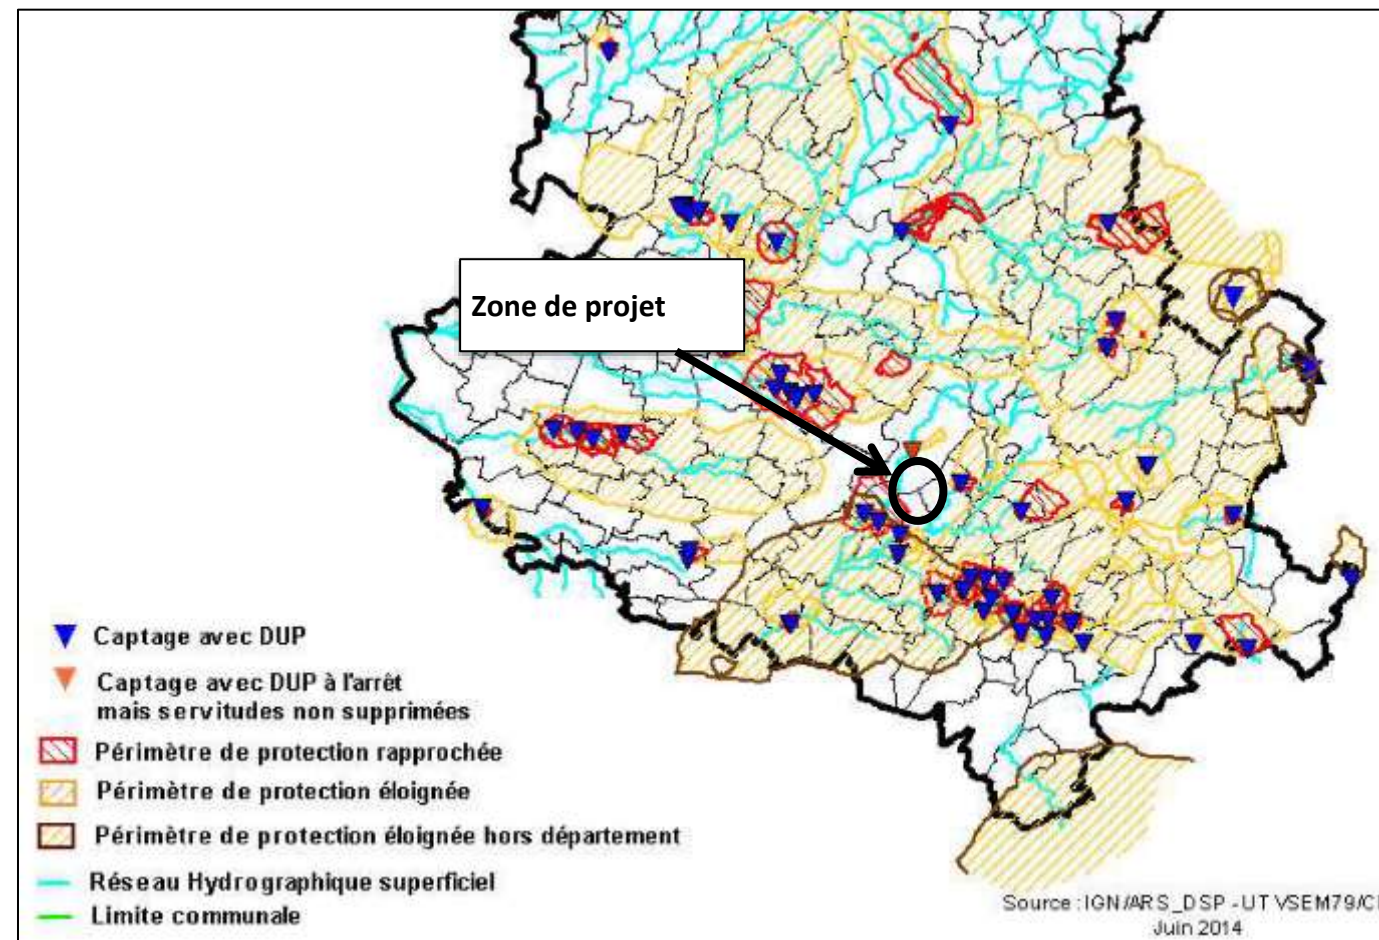 Zone de projet
Captage avec DUP
Captage avec DUP à l'arrêt
mais servitudes non supprimées
Périmètre de protection rapprochée
Périmètre de protection éloignée
Périmètre de protection éloignée hors département
Réseau Hydrographique superficiel
Limite communale
Source : IGN/ARS_DSP - UT VSEM79/
Juin 2014